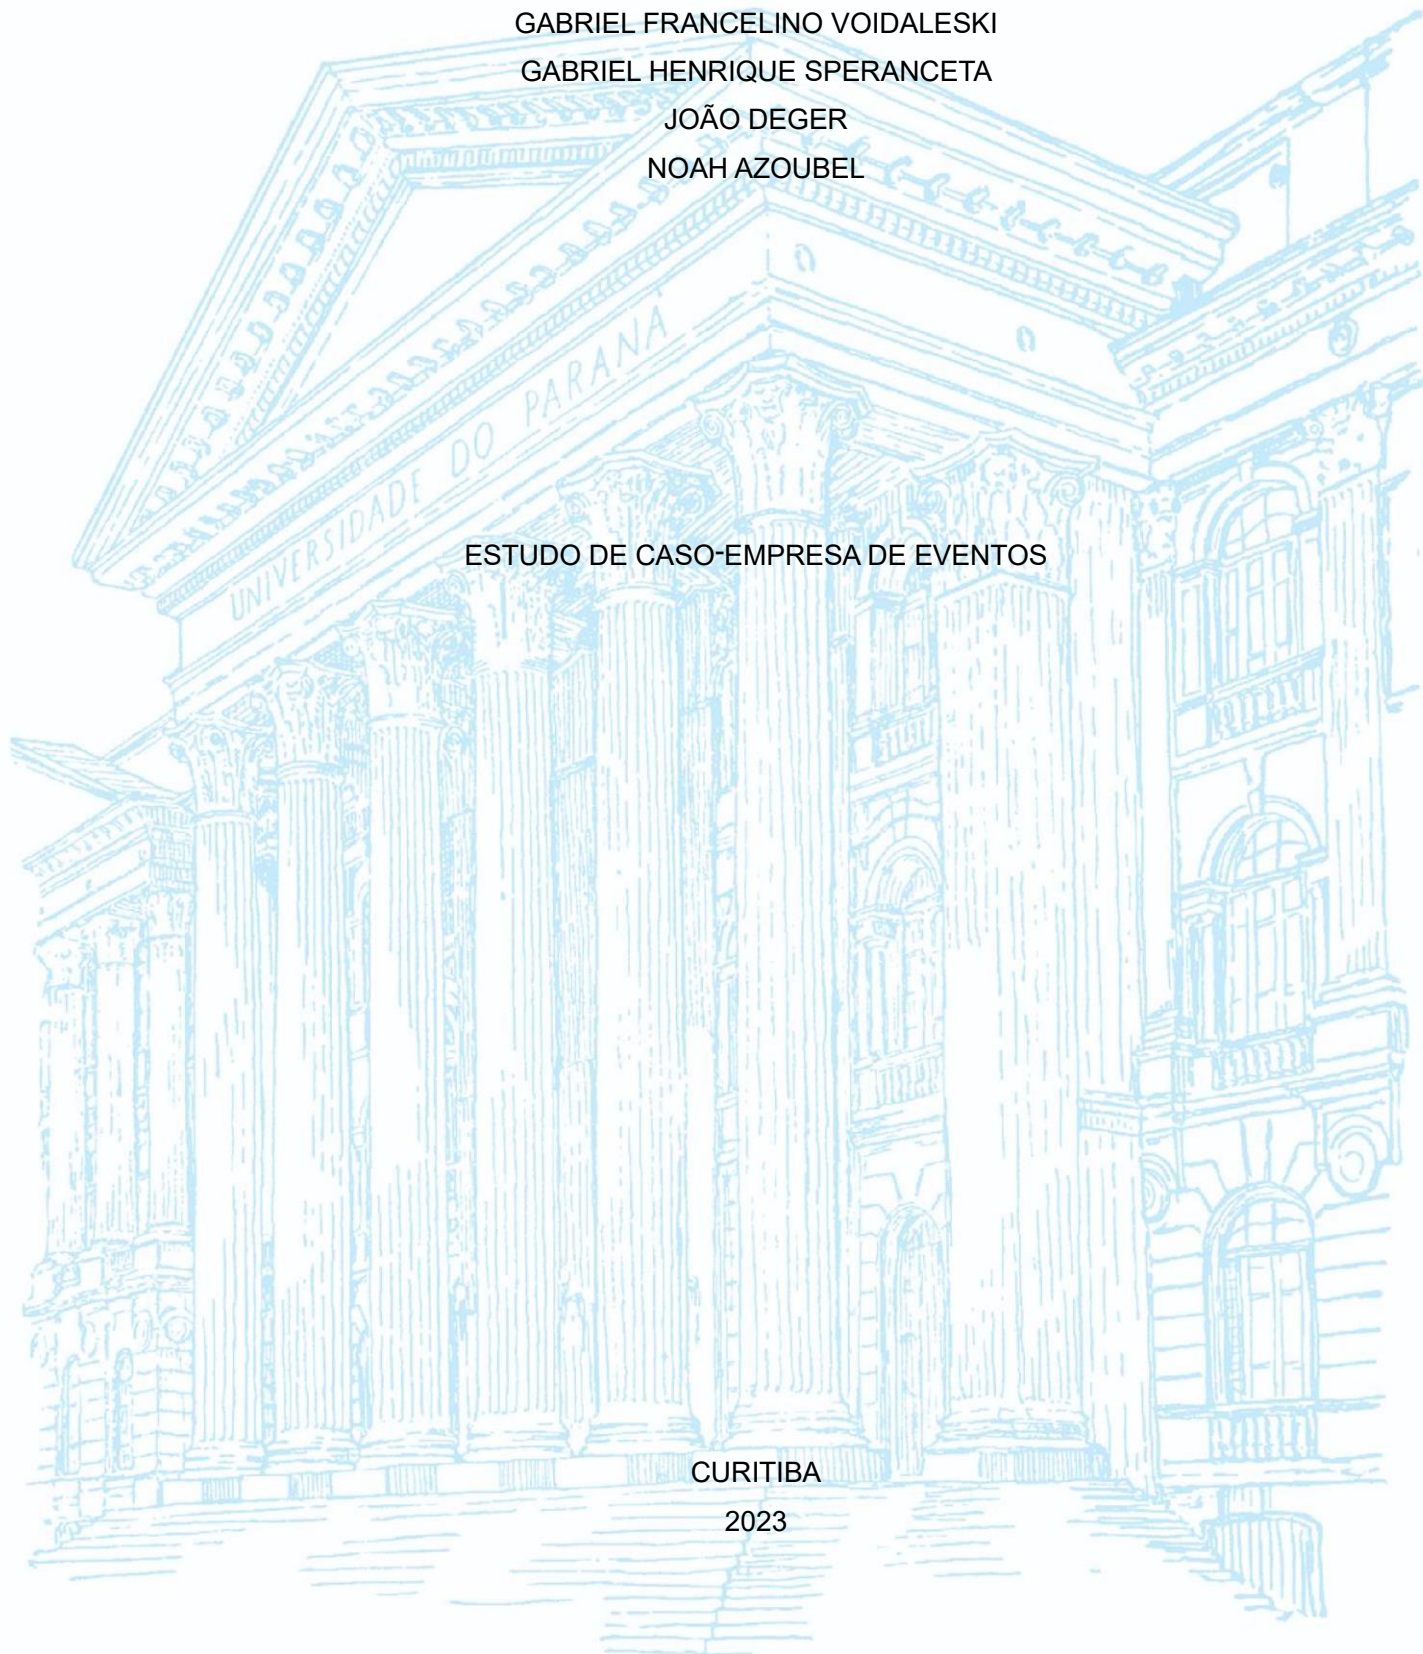 GABRIEL FRANCELINO VOIDALESKI
GABRIEL HENRIQUE SPERANCETA
JOÃO DEGER
NOAH AZOUBEL
UNIVERSIDADE DO PARANÁ
ESTUDO DE CASO-EMPRESA DE EVENTOS
CURITIBA
2023